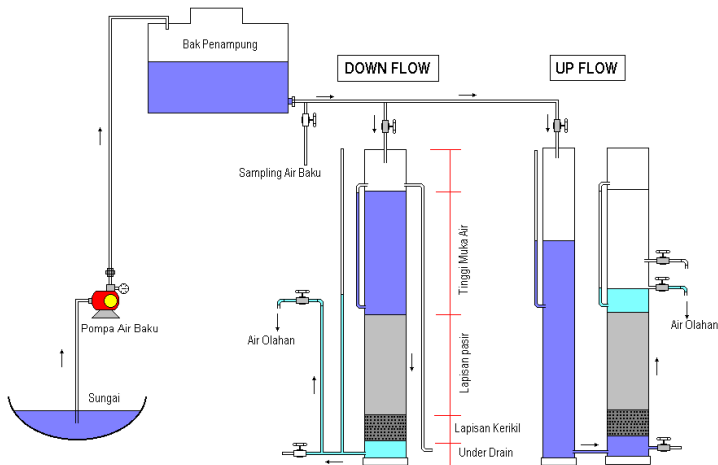 Bak Penampung
DOWN FLOW
UP FLOW
Sampling Air Baku
Tinggi Muka Air
Pompa Air Baku
Air Olahan
Air Olahan
Lapisan pasir
Sungai
Lapisan Kerikil
Under Drain